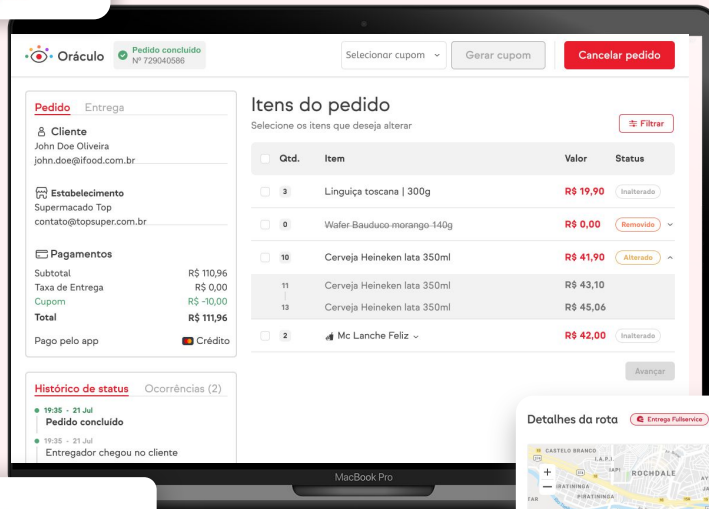 Oráculo
Pedido concluído
Nº 729040586
Selecionar cupom
Gerar cupom
Cancelar pedido
Pedido Entrega
Cliente
John Doe Oliveira
john.doe@ifood.com.br
Estabelecimento
Supermacado Top
contato@topsuper.com.br
Pagamentos
Subtotal R$ 110,96
Taxa de Entrega R$ 0,00
Cupom R$ -10,00
Total R$ 111,96
Pago pelo app Crédito
Histórico de status Ocorrências (2)
19:35 - 21 Jul
Pedido concluído
19:35 - 21 Jul
Entregador chegou no cliente
Itens do pedido
Selecione os itens que deseja alterar
Filtrar
Qtd. Item Valor Status
3 Linguiça toscana | 300g R$ 19,90 Inalterado
0 Wafer Bauduco morango 140g R$ 0,00 Removido
10 Cerveja Heineken lata 350ml R$ 41,90 Alterado
11 Cerveja Heineken lata 350ml R$ 43,10
13 Cerveja Heineken lata 350ml R$ 45,06
2 Mc Lanche Feliz R$ 42,00 Inalterado
Avançar
MacBook Pro
Detalhes da rota Entrega Fullservice
CASTELO BRANCO
L.A.P.I
IAPI
ROCHDALE
PIRATININGA